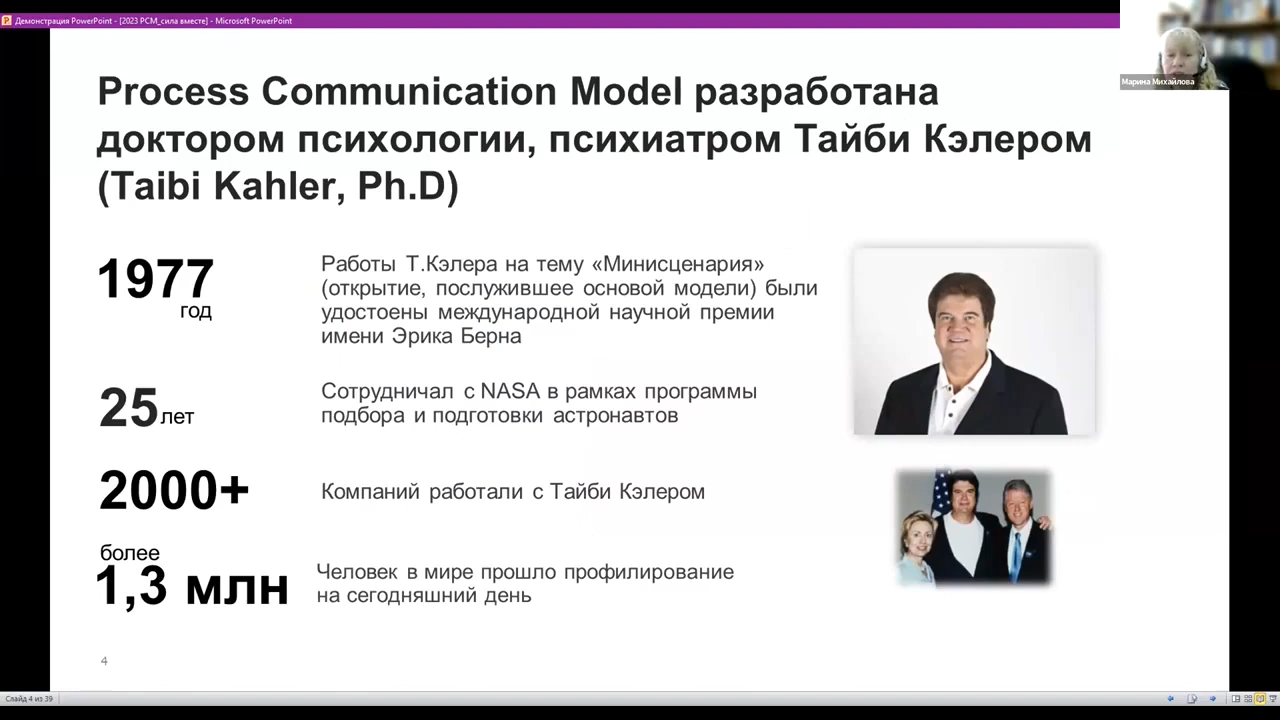 Демонстрация PowerPoint - [2023 PCM_сила вместе] - Microsoft PowerPoint
Марина Михайлова
Process Communication Model разработана
доктором психологии, психиатром Тайби Кэлером
(Taibi Kahler, Ph.D)
1977
год
Работы Т.Кэлера на тему «Минисценария»
(открытие, послужившее основой модели) были
удостоены международной научной премии
имени Эрика Берна
25 лет
Сотрудничал с NASA в рамках программы
подбора и подготовки астронавтов
2000+
Компаний работали с Тайби Кэлером
более
1,3 млн
Человек в мире прошло профилирование
на сегодняшний день
4
Слайд 4 из 39